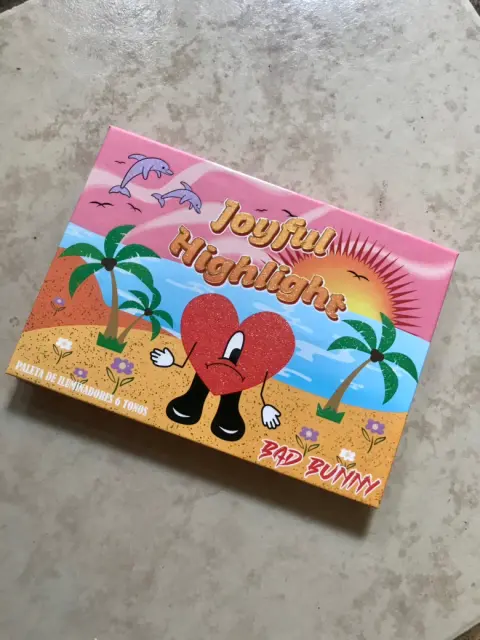 Joyful
Highlight
PALETA DE ILUMINADORES 6 TONOS
BAD BUNNY